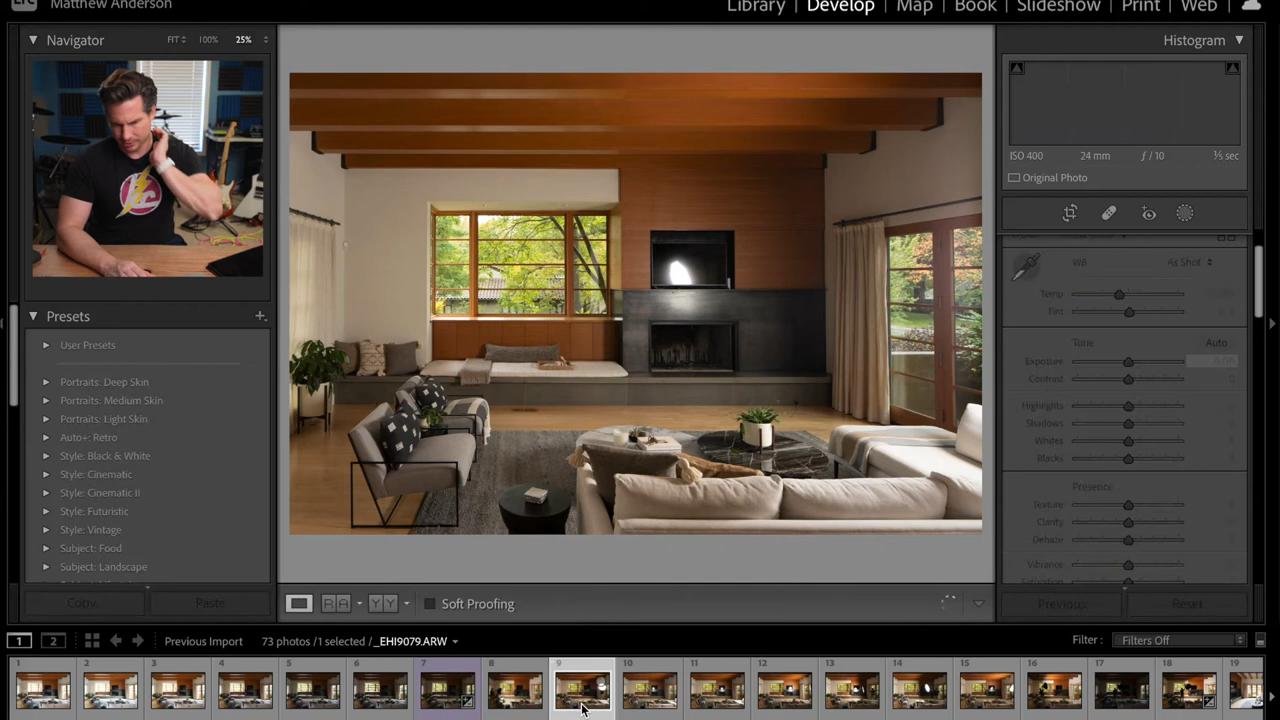 Matthew Anderson
Library Develop Map Book Slideshow Print Web
Navigator FIT 100% 25%
Presets
User Presets
Portraits: Deep Skin
Portraits: Medium Skin
Portraits: Light Skin
Auto+: Retro
Style: Black & White
Style: Cinematic
Style: Cinematic II
Style: Futuristic
Style: Vintage
Subject: Food
Subject: Landscape
Copy... Paste
Soft Proofing
Histogram
ISO 400 24 mm ƒ / 10 ⅕ sec
Original Photo
WB As Shot
Temp
Tint
Tone Auto
Exposure
Contrast
Highlights
Shadows
Whites
Blacks
Presence
Texture
Clarity
Dehaze
Vibrance
Previous Reset
1 2 Previous Import 73 photos / 1 selected / _EHI9079.ARW Filter : Filters Off
1 2 3 4 5 6 7 8 9 10 11 12 13 14 15 16 17 18 19